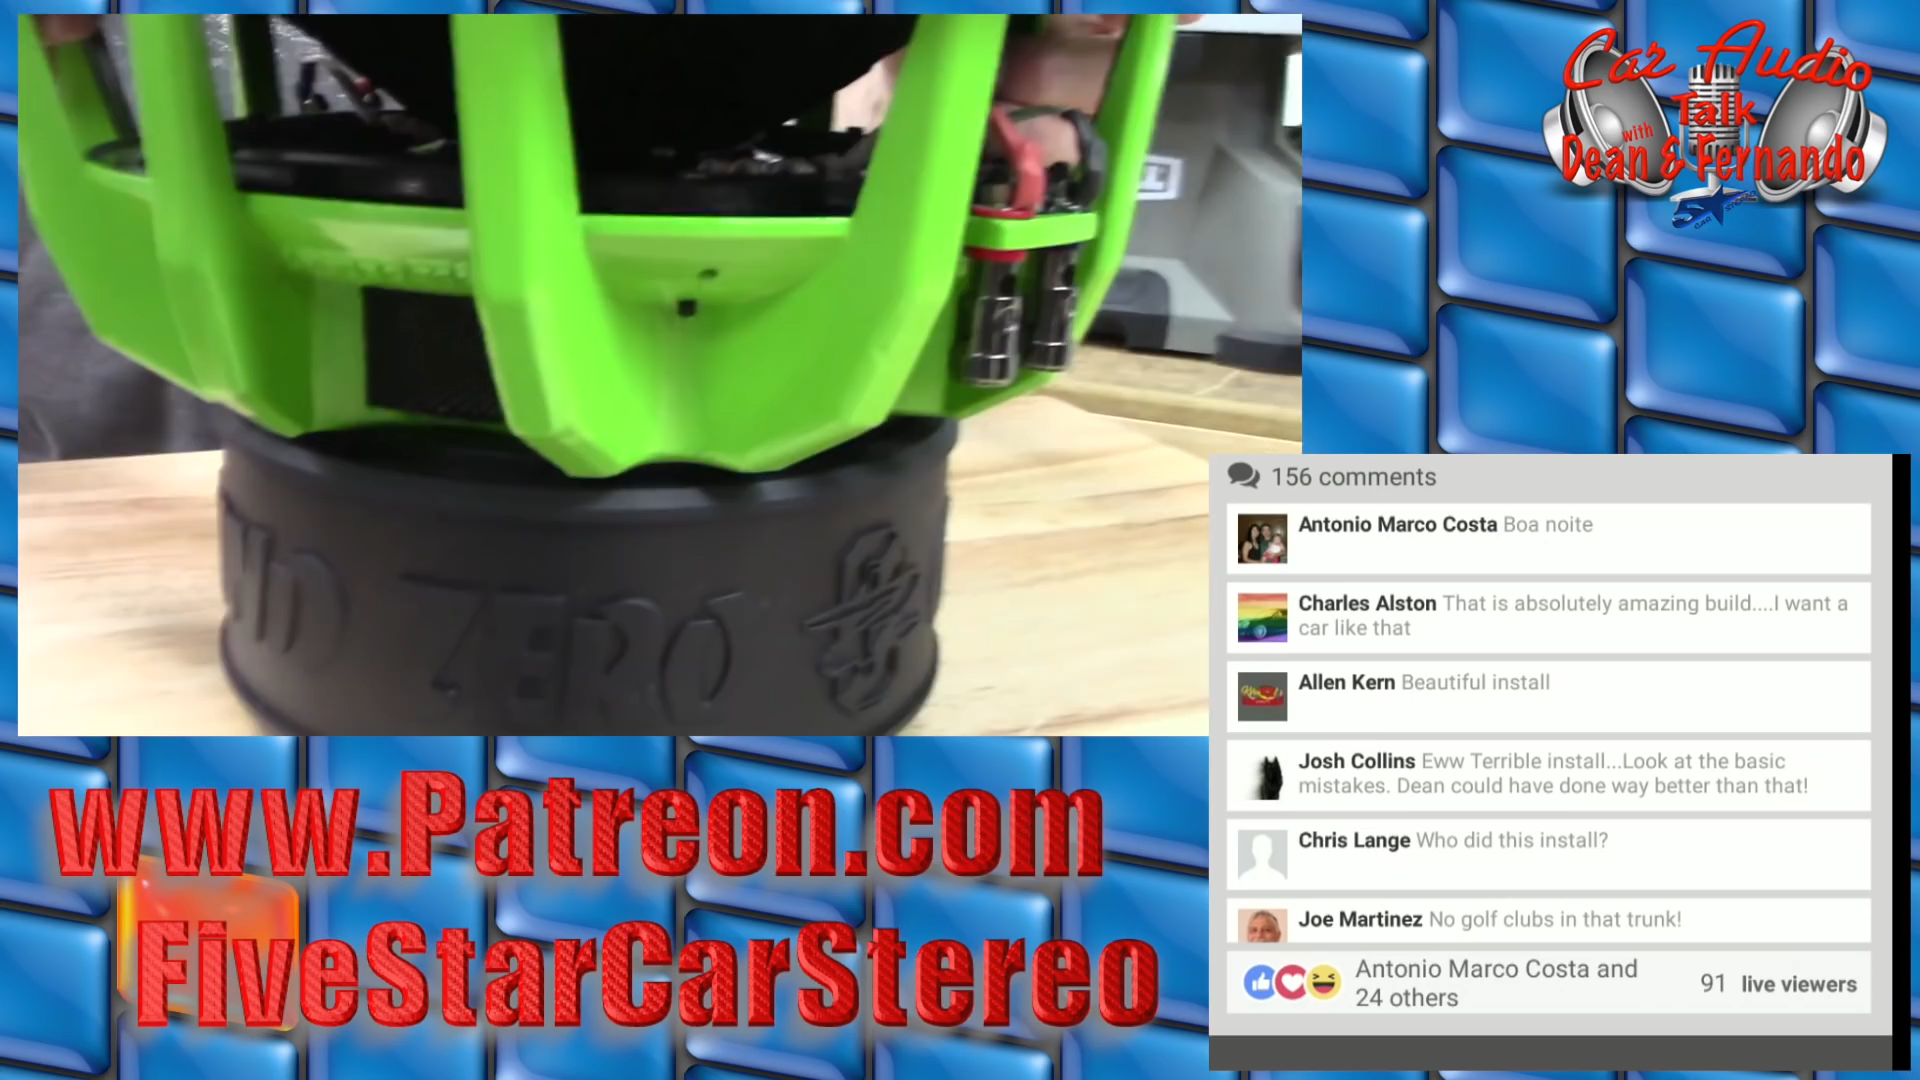 Car Audio
Talk
with
Dean & Fernando
ZERO
156 comments
Antonio Marco Costa Boa noite
Charles Alston That is absolutely amazing build....I want a
car like that
Allen Kern Beautiful install
Josh Collins Eww Terrible install...Look at the basic
mistakes. Dean could have done way better than that!
Chris Lange Who did this install?
Joe Martinez No golf clubs in that trunk!
Antonio Marco Costa and
24 others
91 live viewers
www.Patreon.com
FiveStarCarStereo